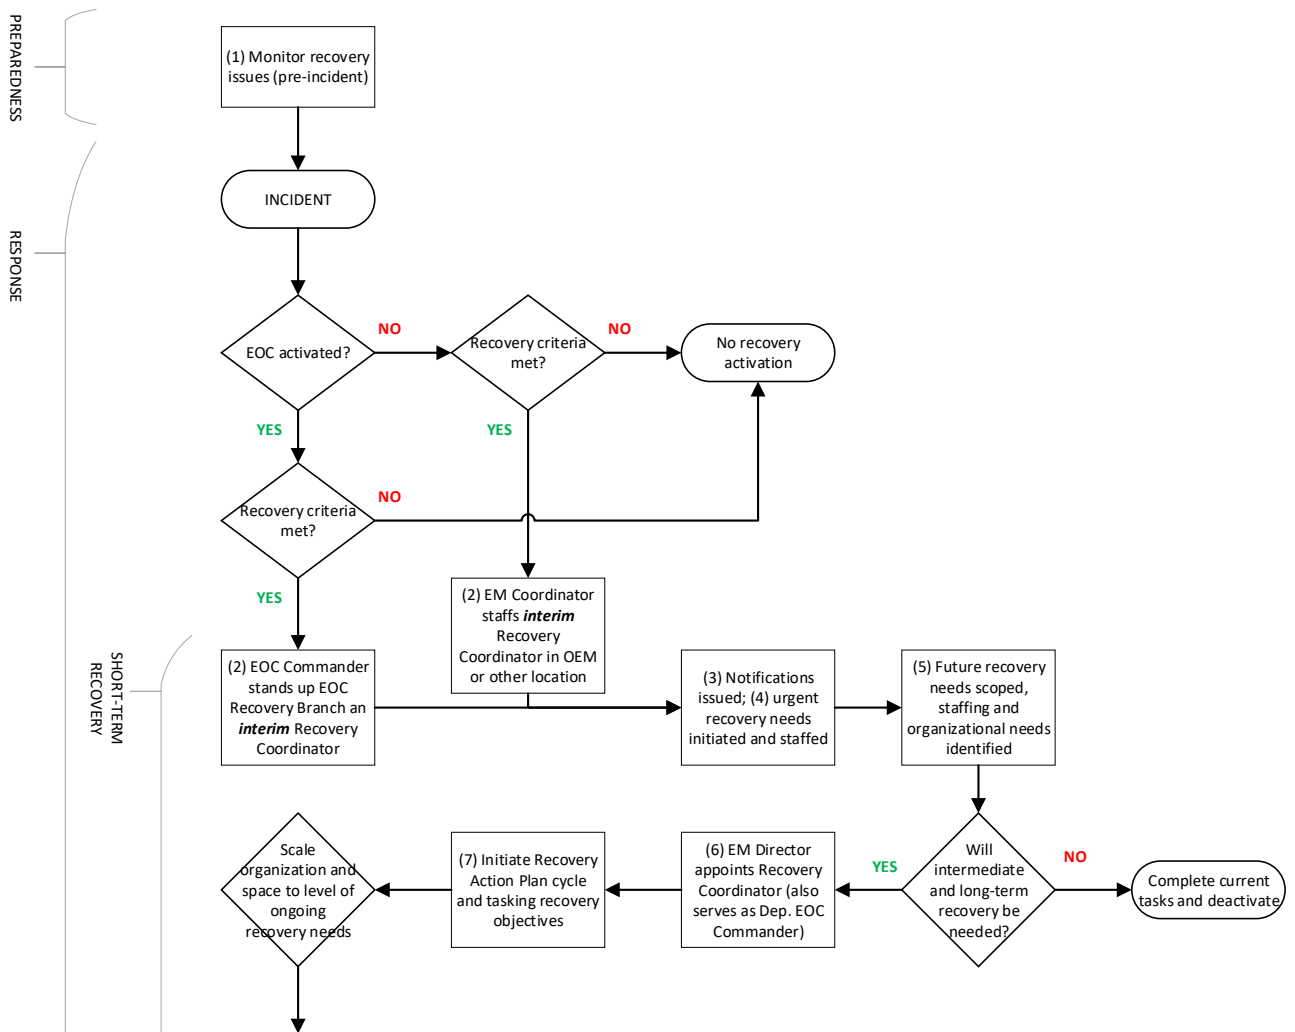 PREPAREDNESS
(1) Monitor recovery
issues (pre-incident)
INCIDENT
RESPONSE
EOC activated?
NO
Recovery criteria
met?
NO
No recovery
activation
YES
YES
Recovery criteria
met?
NO
YES
(2) EM Coordinator
staffs interim
Recovery
Coordinator in OEM
or other location
SHORT-TERM
RECOVERY
(2) EOC Commander
stands up EOC
Recovery Branch an
interim Recovery
Coordinator
(3) Notifications
issued; (4) urgent
recovery needs
initiated and staffed
(5) Future recovery
needs scoped,
staffing and
organizational needs
identified
Scale
organization and
space to level of
ongoing
recovery needs
(7) Initiate Recovery
Action Plan cycle
and tasking recovery
objectives
(6) EM Director
appoints Recovery
Coordinator (also
serves as Dep. EOC
Commander)
YES
Will
intermediate
and long-term
recovery be
needed?
NO
Complete current
tasks and deactivate